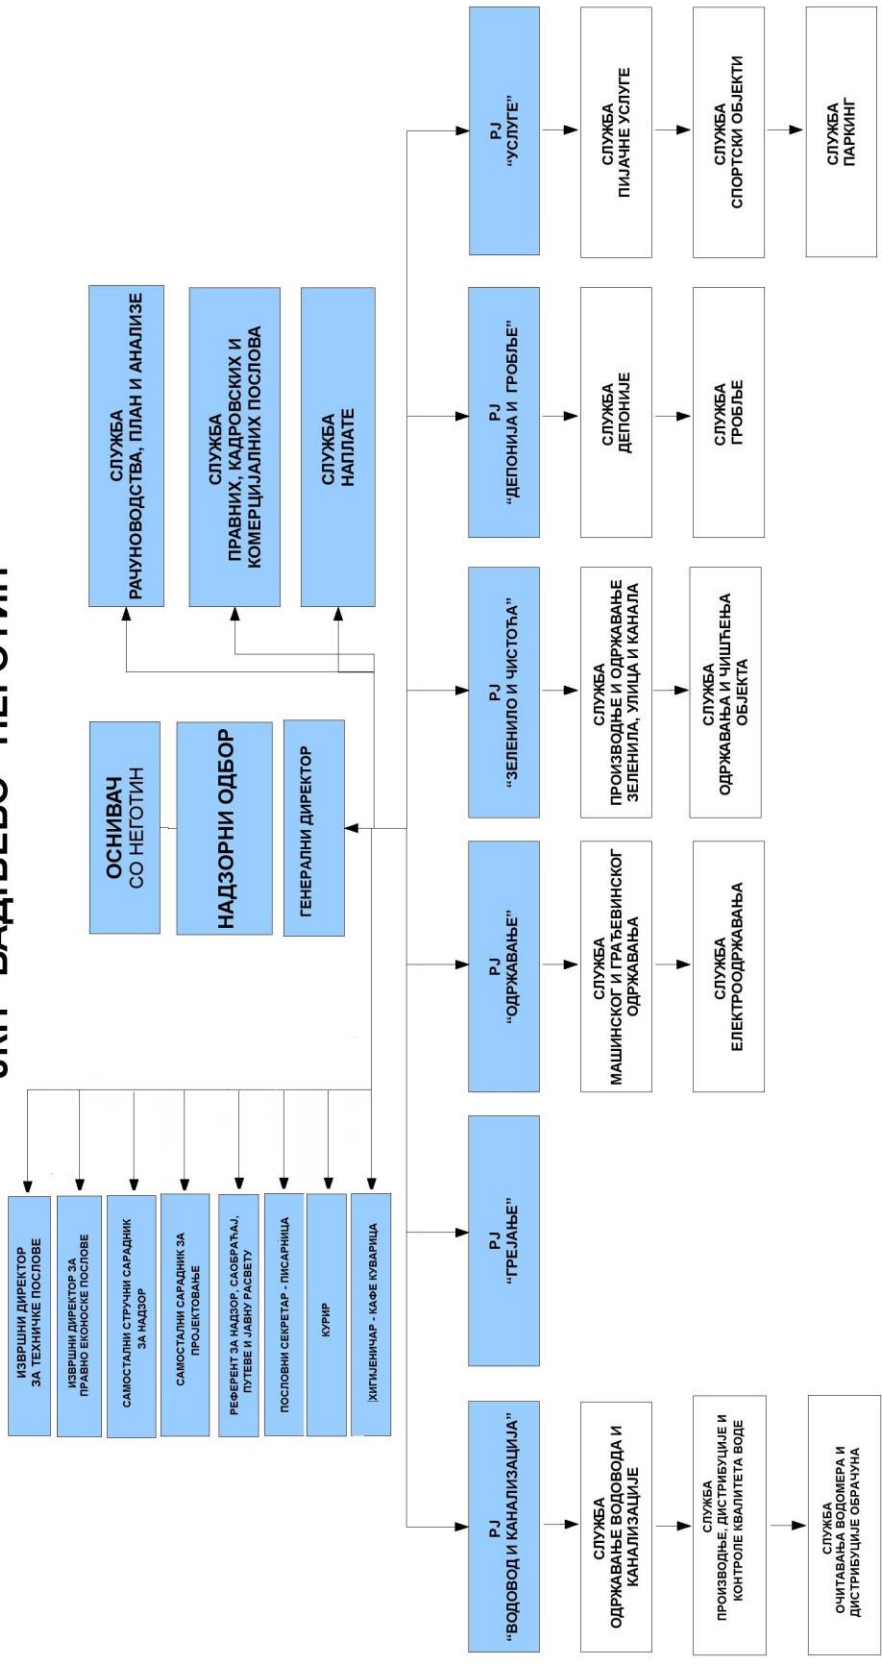 ЈКП БАДЊЕВО НЕГОТИН
ИЗВРШНИ ДИРЕКТОР
ЗА ТЕХНИЧКЕ ПОСЛОВЕ
ИЗВРШНИ ДИРЕКТОР ЗА
ПРАВНО ЕКОНОСКЕ ПОСЛОВЕ
САМОСТАЛНИ СТРУЧНИ САРАДНИК
ЗА НАДЗОР
САМОСТАЛНИ САРАДНИК ЗА
ПРОЈЕКТОВАЊЕ
РЕФЕРЕНТ ЗА НАДЗОР, САОБРАЋАЈ,
ПУТЕВЕ И ЈАВНУ РАСВЕТУ
ПОСЛОВНИ СЕКРЕТАР - ПИСАРНИЦА
КУРИР
ХИГИЈЕНИЧАР - КАФЕ КУВАРИЦА
ОСНИВАЧ
СО НЕГОТИН
НАДЗОРНИ ОДБОР
ГЕНЕРАЛНИ ДИРЕКТОР
СЛУЖБА
РАЧУНОВОДСТВА, ПЛАН И АНАЛИЗЕ
СЛУЖБА
ПРАВНИХ, КАДРОВСКИХ И
КОМЕРЦИЈАЛНИХ ПОСЛОВА
СЛУЖБА
НАПЛАТЕ
РЈ
“ВОДОВОД И КАНАЛИЗАЦИЈА”
СЛУЖБА
ОДРЖАВАЊЕ ВОДОВОДА И
КАНАЛИЗАЦИЈЕ
СЛУЖБА
ПРОИЗВОДЊЕ, ДИСТРИБУЦИЈЕ И
КОНТРОЛЕ КВАЛИТЕТА ВОДЕ
СЛУЖБА
ОЧИТАВАЊА ВОДОМЕРА И
ДИСТРИБУЦИЈЕ ОБРАЧУНА
РЈ
“ГРЕЈАЊЕ”
РЈ
“ОДРЖАВАЊЕ”
СЛУЖБА
МАШИНСКОГ И ГРАЂЕВИНСКОГ
ОДРЖАВАЊА
СЛУЖБА
ЕЛЕКТРООДРЖАВАЊА
РЈ
“ЗЕЛЕНИЛО И ЧИСТОЋА”
СЛУЖБА
ПРОИЗВОДЊЕ И ОДРЖАВАЊЕ
ЗЕЛЕНИЛА, УЛИЦА И КАНАЛА
СЛУЖБА
ОДРЖАВАЊА И ЧИШЋЕЊА
ОБЈЕКТА
РЈ
“ДЕПОНИЈА И ГРОБЉЕ”
СЛУЖБА
ДЕПОНИЈЕ
СЛУЖБА
ГРОБЉЕ
РЈ
“УСЛУГЕ”
СЛУЖБА
ПИЈАЧНЕ УСЛУГЕ
СЛУЖБА
СПОРТСКИ ОБЈЕКТИ
СЛУЖБА
ПАРКИНГ